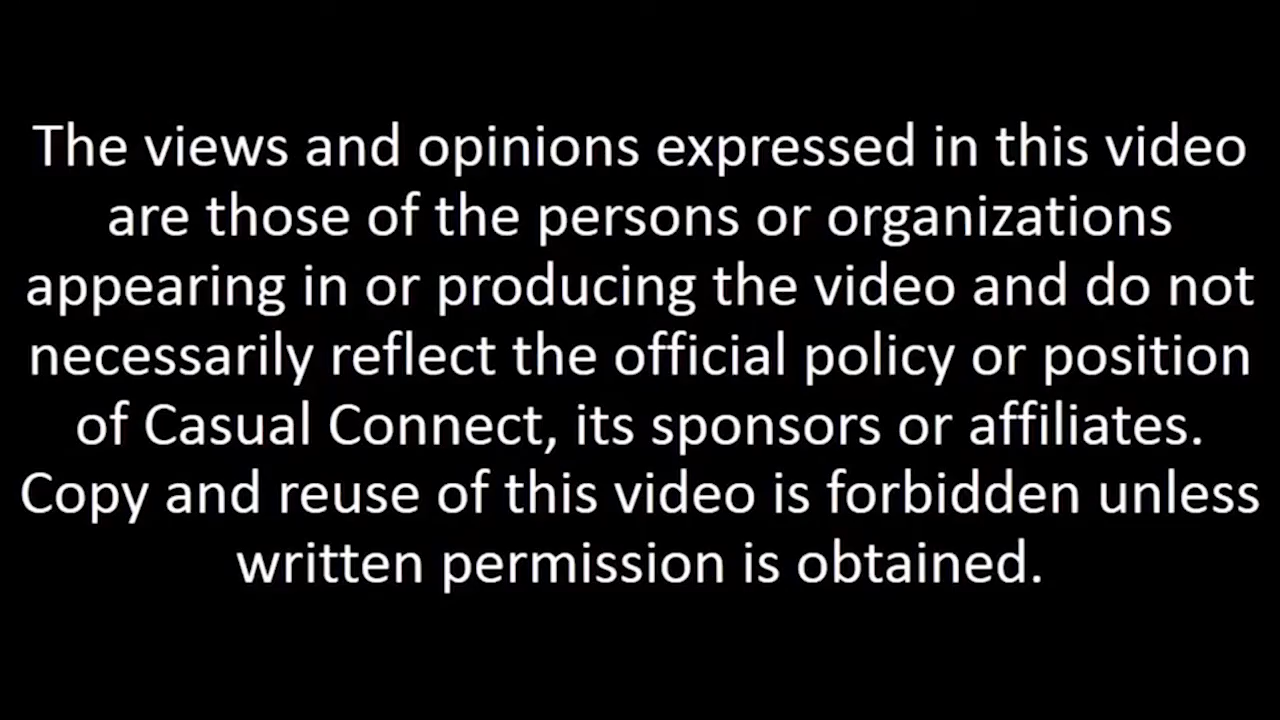 The views and opinions expressed in this video
are those of the persons or organizations
appearing in or producing the video and do not
necessarily reflect the official policy or position
of Casual Connect, its sponsors or affiliates.
Copy and reuse of this video is forbidden unless
written permission is obtained.